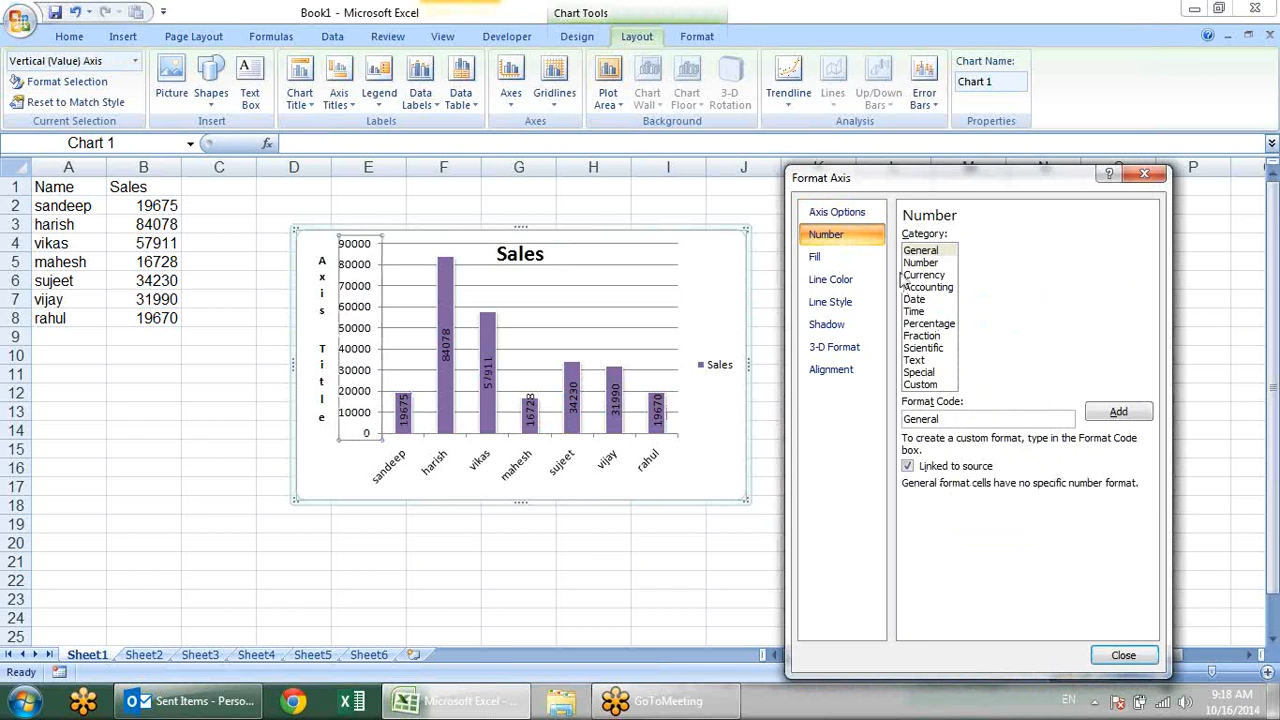 Book1 - Microsoft Excel
Chart Tools
Home Insert Page Layout Formulas Data Review View Developer Design Layout Format
Vertical (Value) Axis
Format Selection
Reset to Match Style
Current Selection
Picture Shapes Text Box
Insert
Chart Title Axis Titles Legend Data Labels Data Table
Labels
Axes Gridlines
Axes
Plot Area Chart Wall Chart Floor 3-D Rotation
Background
Trendline Lines Up/Down Bars Error Bars
Analysis
Chart Name:
Chart 1
Properties
Chart 1 fx
A B C D E F G H I J P
1 Name Sales
2 sandeep 19675
3 harish 84078
4 vikas 57911
5 mahesh 16728
6 sujeet 34230
7 vijay 31990
8 rahul 19670
9
10
11
12
13
14
15
16
17
18
19
20
21
22
23
24
25
Sales
Axis Title
90000
80000
70000
60000
50000
40000
30000
20000
10000
0
19675 84078 57911 16728 34230 31990 19670
sandeep harish vikas mahesh sujeet vijay rahul
Sales
Format Axis
?
Axis Options
Number
Fill
Line Color
Line Style
Shadow
3-D Format
Alignment
Number
Category:
General
Number
Currency
Accounting
Date
Time
Percentage
Fraction
Scientific
Text
Special
Custom
Format Code:
General
Add
To create a custom format, type in the Format Code
box.
Linked to source
General format cells have no specific number format.
Close
Sheet1 Sheet2 Sheet3 Sheet4 Sheet5 Sheet6
Ready
Sent Items - Perso...
Microsoft Excel - ...
GoToMeeting
EN
9:18 AM
10/16/2014